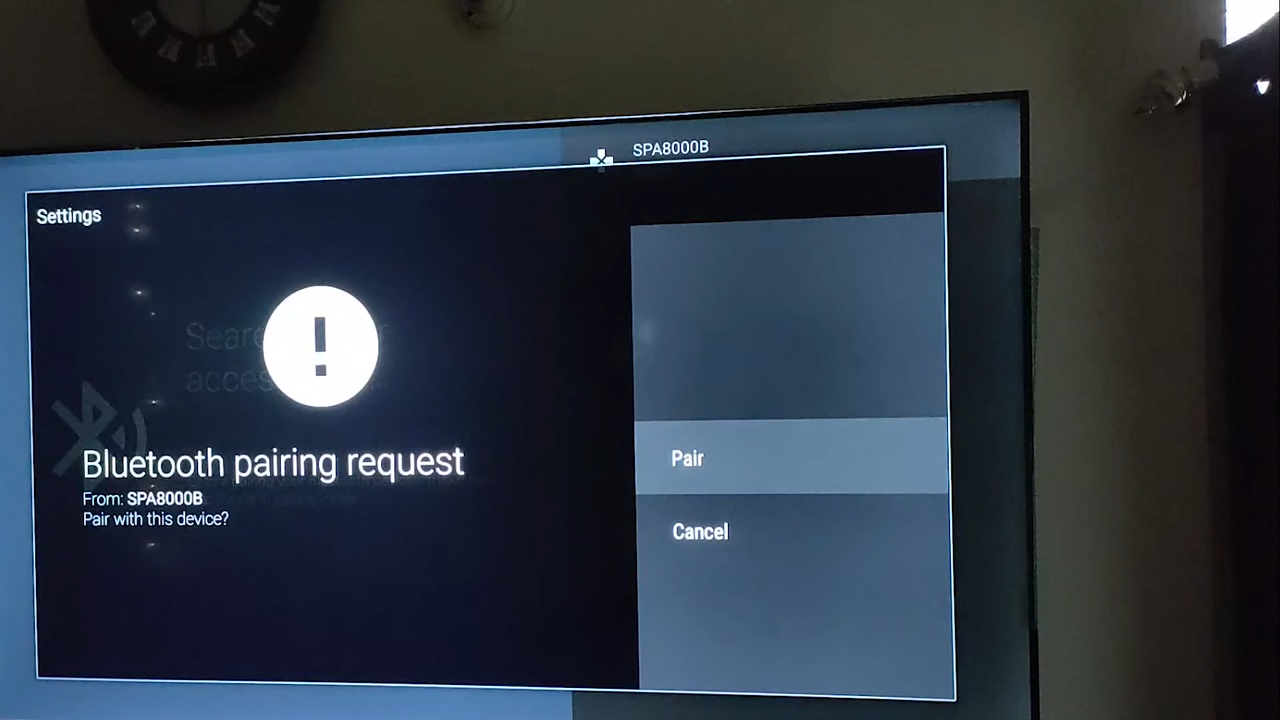 SPA8000B
Settings
Bluetooth pairing request
From: SPA8000B
Pair with this device?
Pair
Cancel